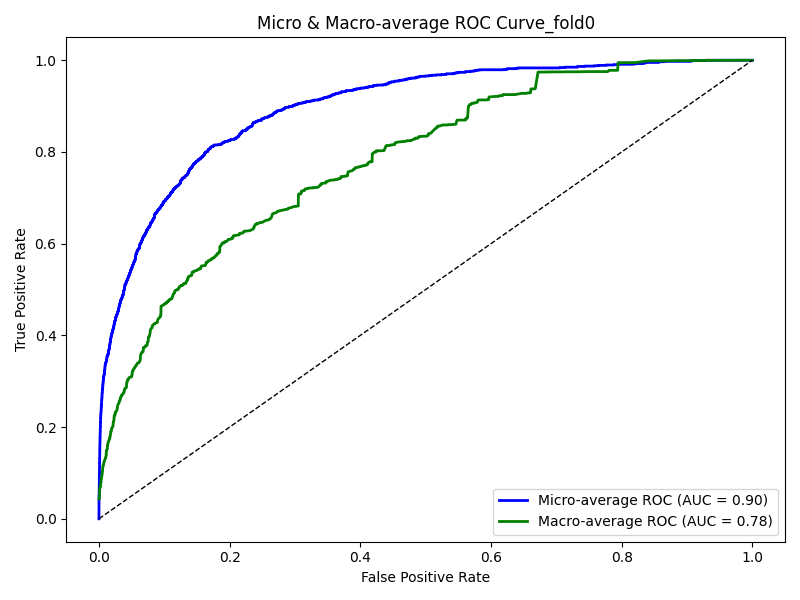 Micro & Macro-average ROC Curve_fold0
True Positive Rate
1.0
0.8
0.6
0.4
0.2
0.0
0.0 0.2 0.4 0.6 0.8 1.0
False Positive Rate
Micro-average ROC (AUC = 0.90)
Macro-average ROC (AUC = 0.78)